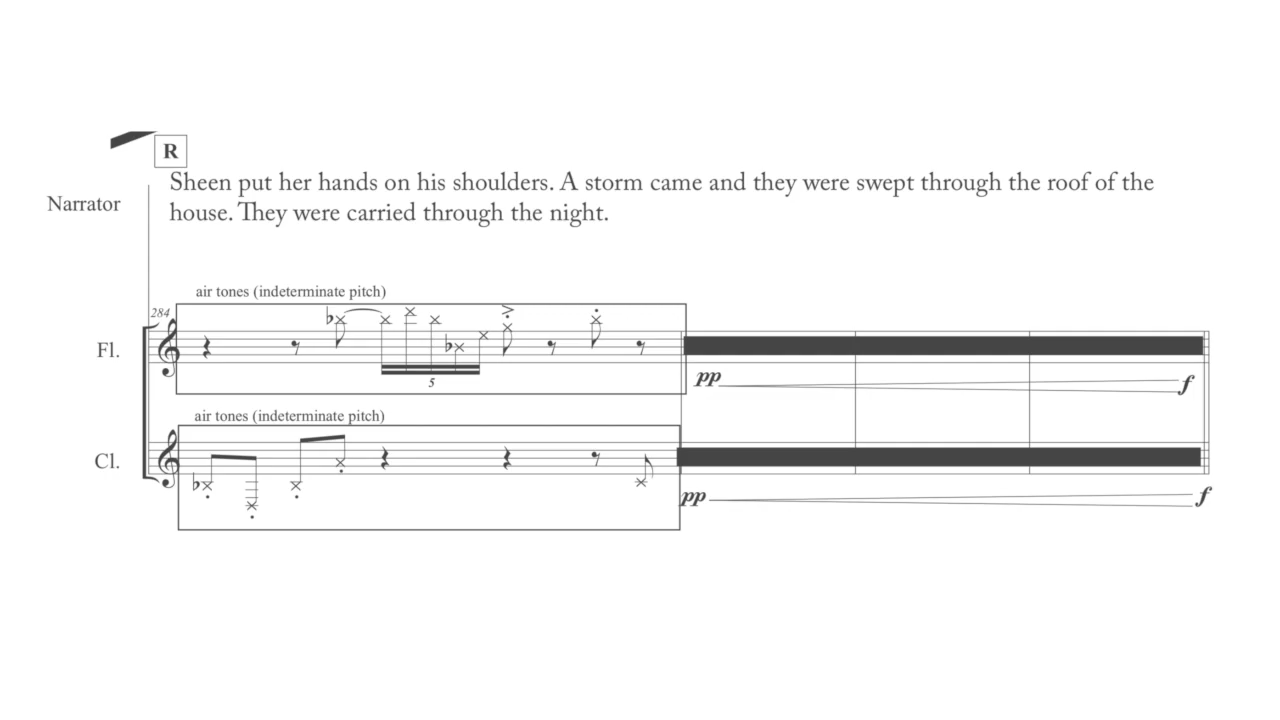 R
Sheen put her hands on his shoulders. A storm came and they were swept through the roof of the
Narrator
house. They were carried through the night.
air tones (indeterminate pitch)
284
Fl.
5
pp
f
air tones (indeterminate pitch)
Cl.
pp
f